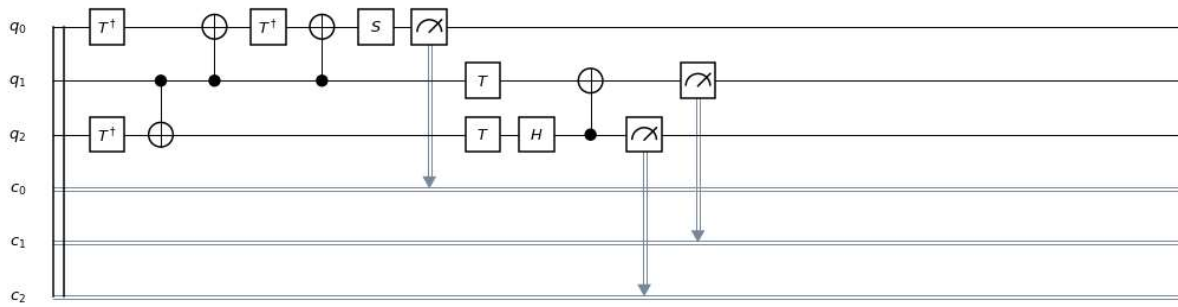 q₀ T† T† S
q₁ T
q₂ T† T H
c₀
c₁
c₂